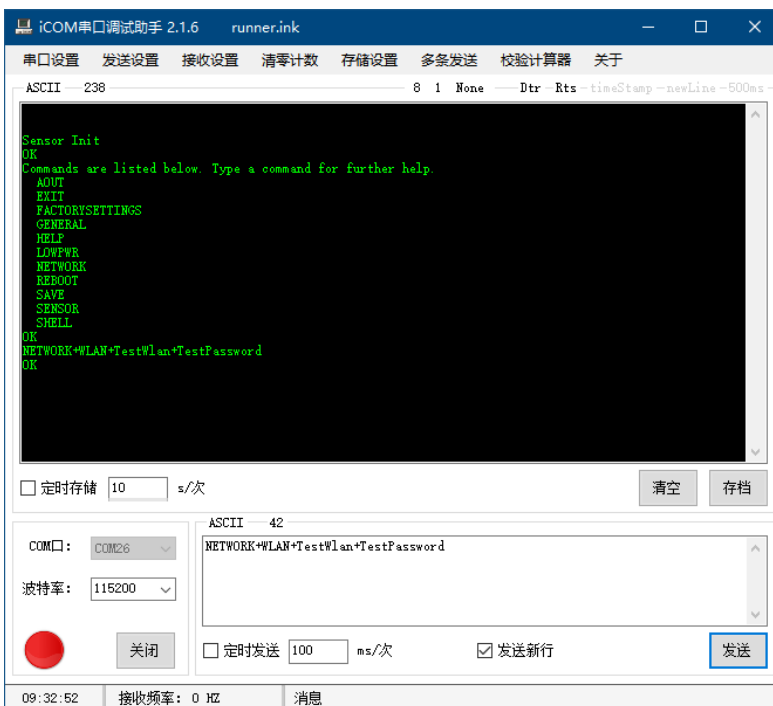 iCOM串口调试助手 2.1.6 runner.ink
串口设置 发送设置 接收设置 清零计数 存储设置 多条发送 校验计算器 关于
ASCII 238 8 1 None Dtr Rts timeStamp newLine 500ms
Sensor Init
OK
Commands are listed below. Type a command for further help.
AOUT
EXIT
FACTORYSETTINGS
GENERAL
HELP
LOWPWR
NETWORK
REBOOT
SAVE
SENSOR
SHELL
OK
NETWORK+WLAN+TestWlan+TestPassword
OK
定时存储 10 s/次 清空 存档
ASCII 42
COM口: COM26
NETWORK+WLAN+TestWlan+TestPassword
波特率: 115200
关闭 定时发送 100 ms/次 发送新行 发送
09:32:52 接收频率: 0 HZ 消息